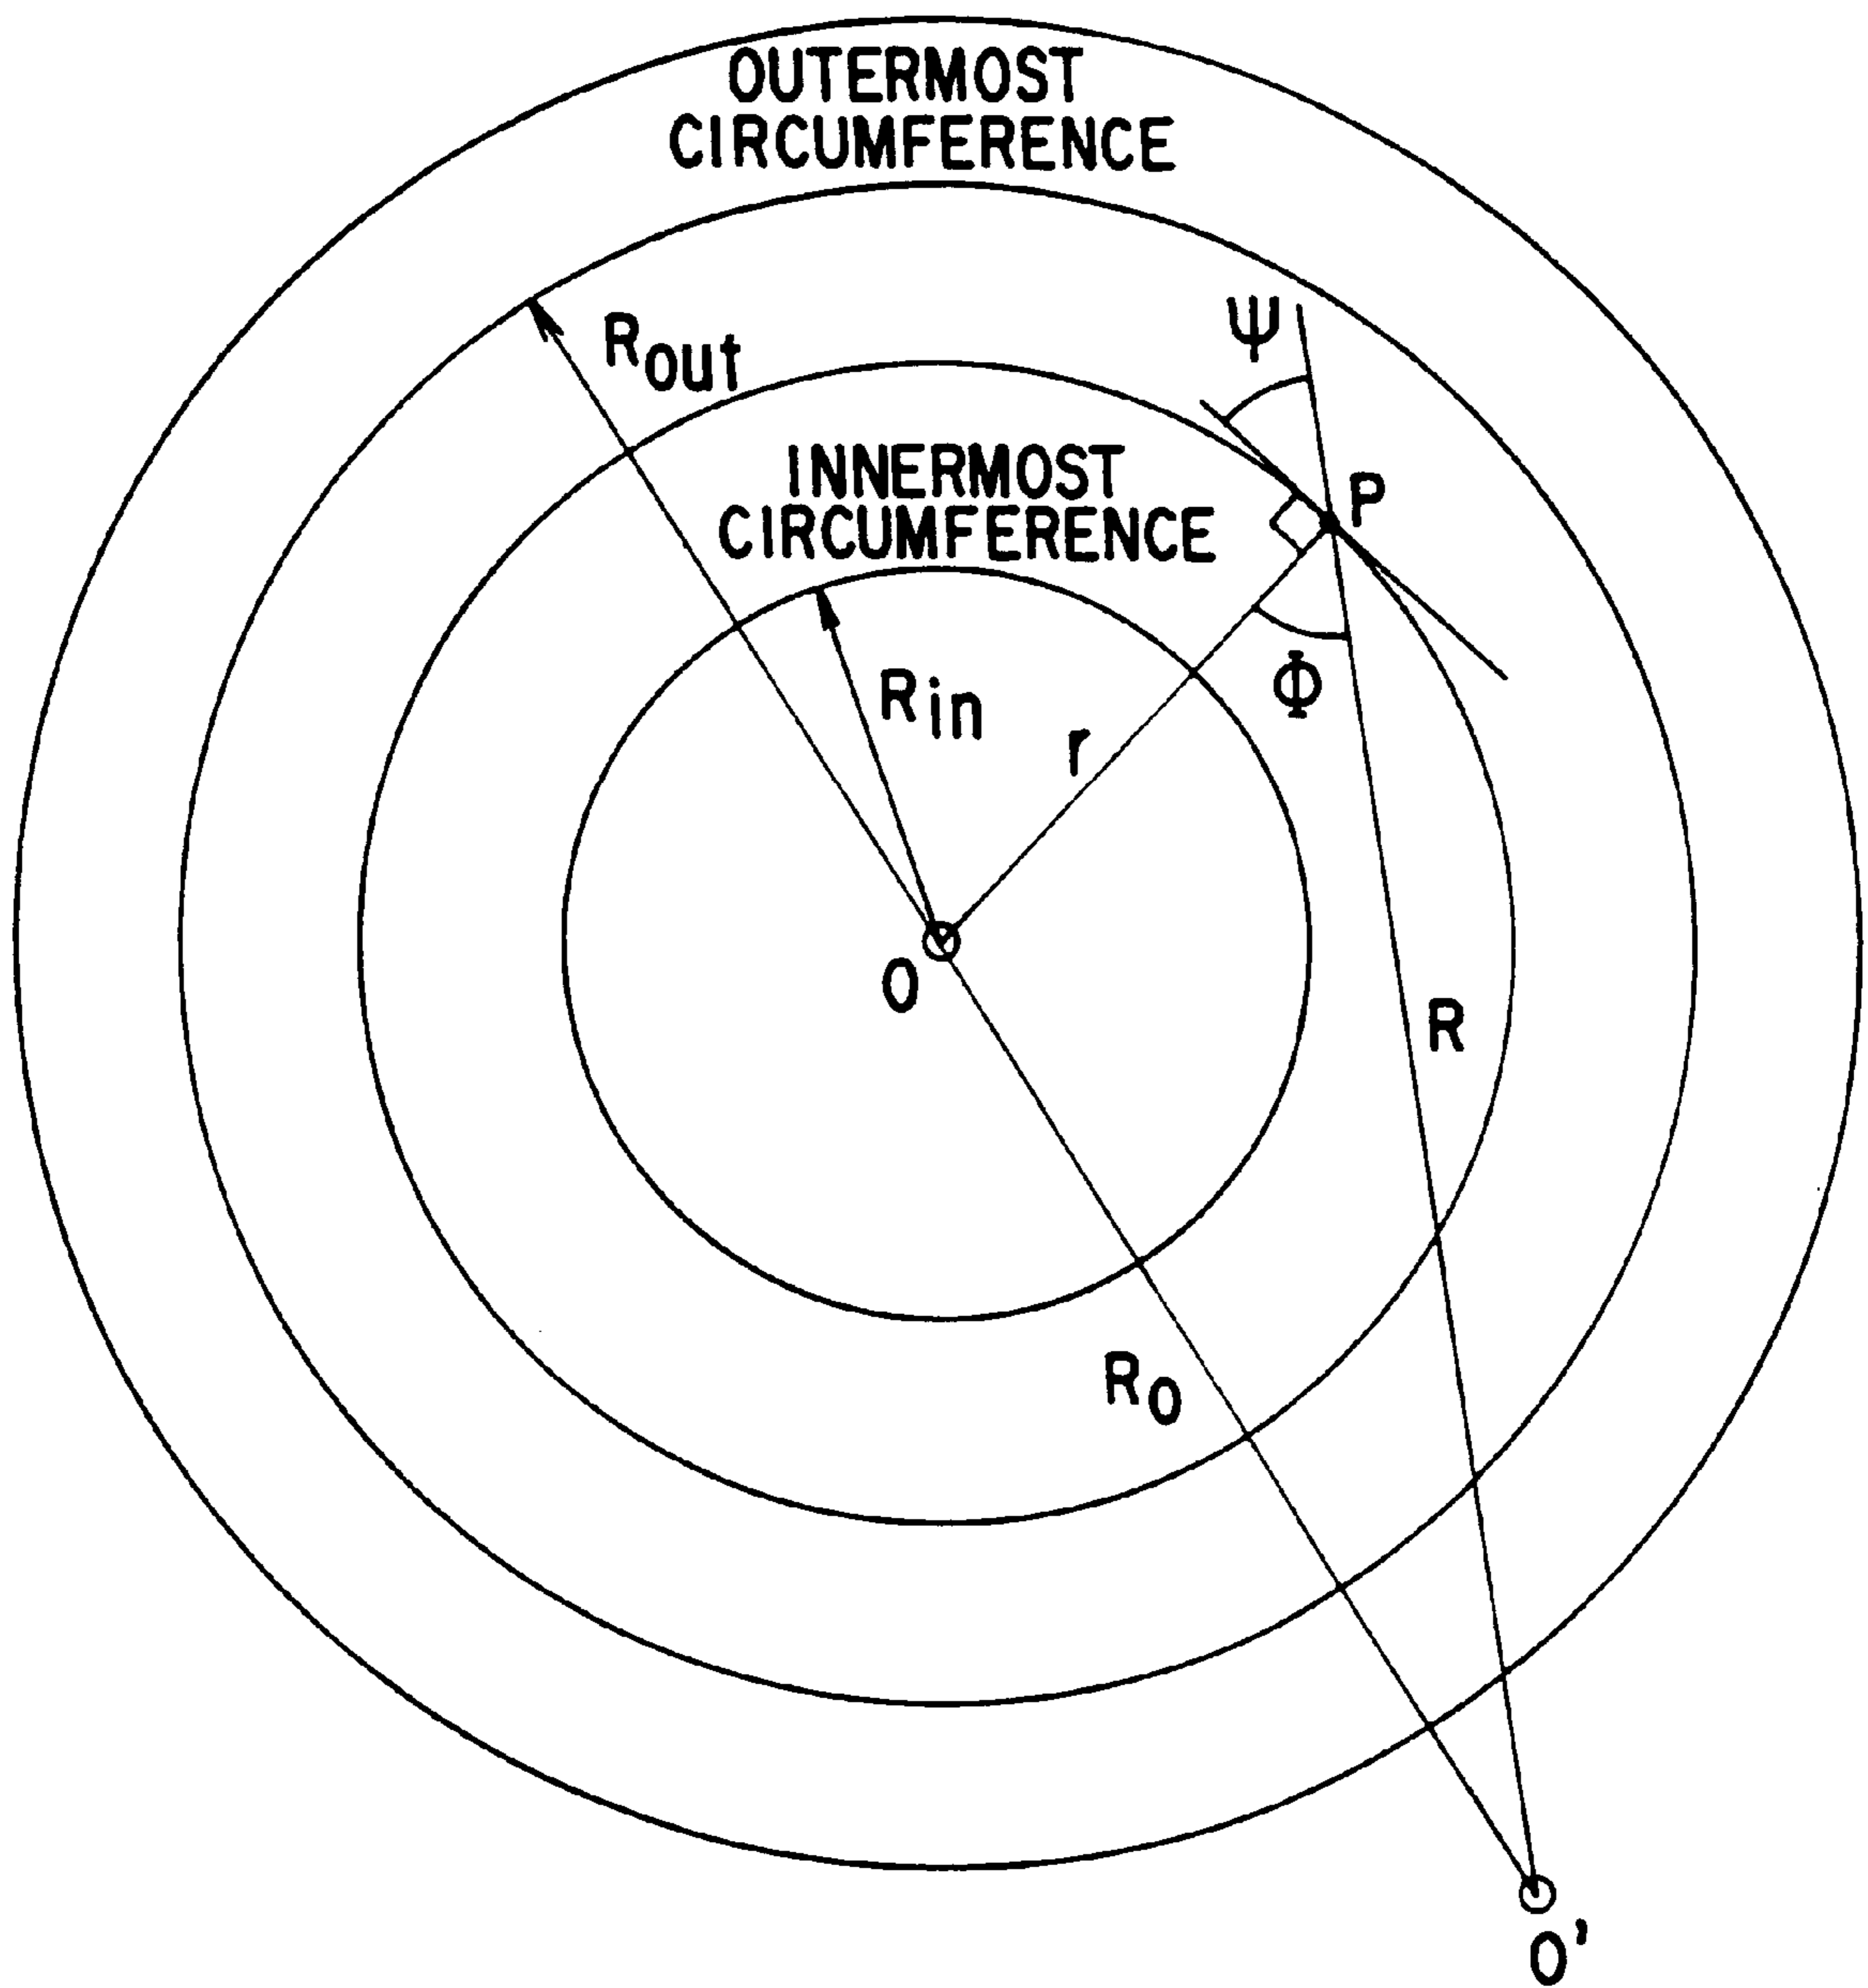 OUTERMOST
CIRCUMFERENCE
Rout
Ψ
INNERMOST
CIRCUMFERENCE
P
Rin
Φ
r
O
R
RO
O'